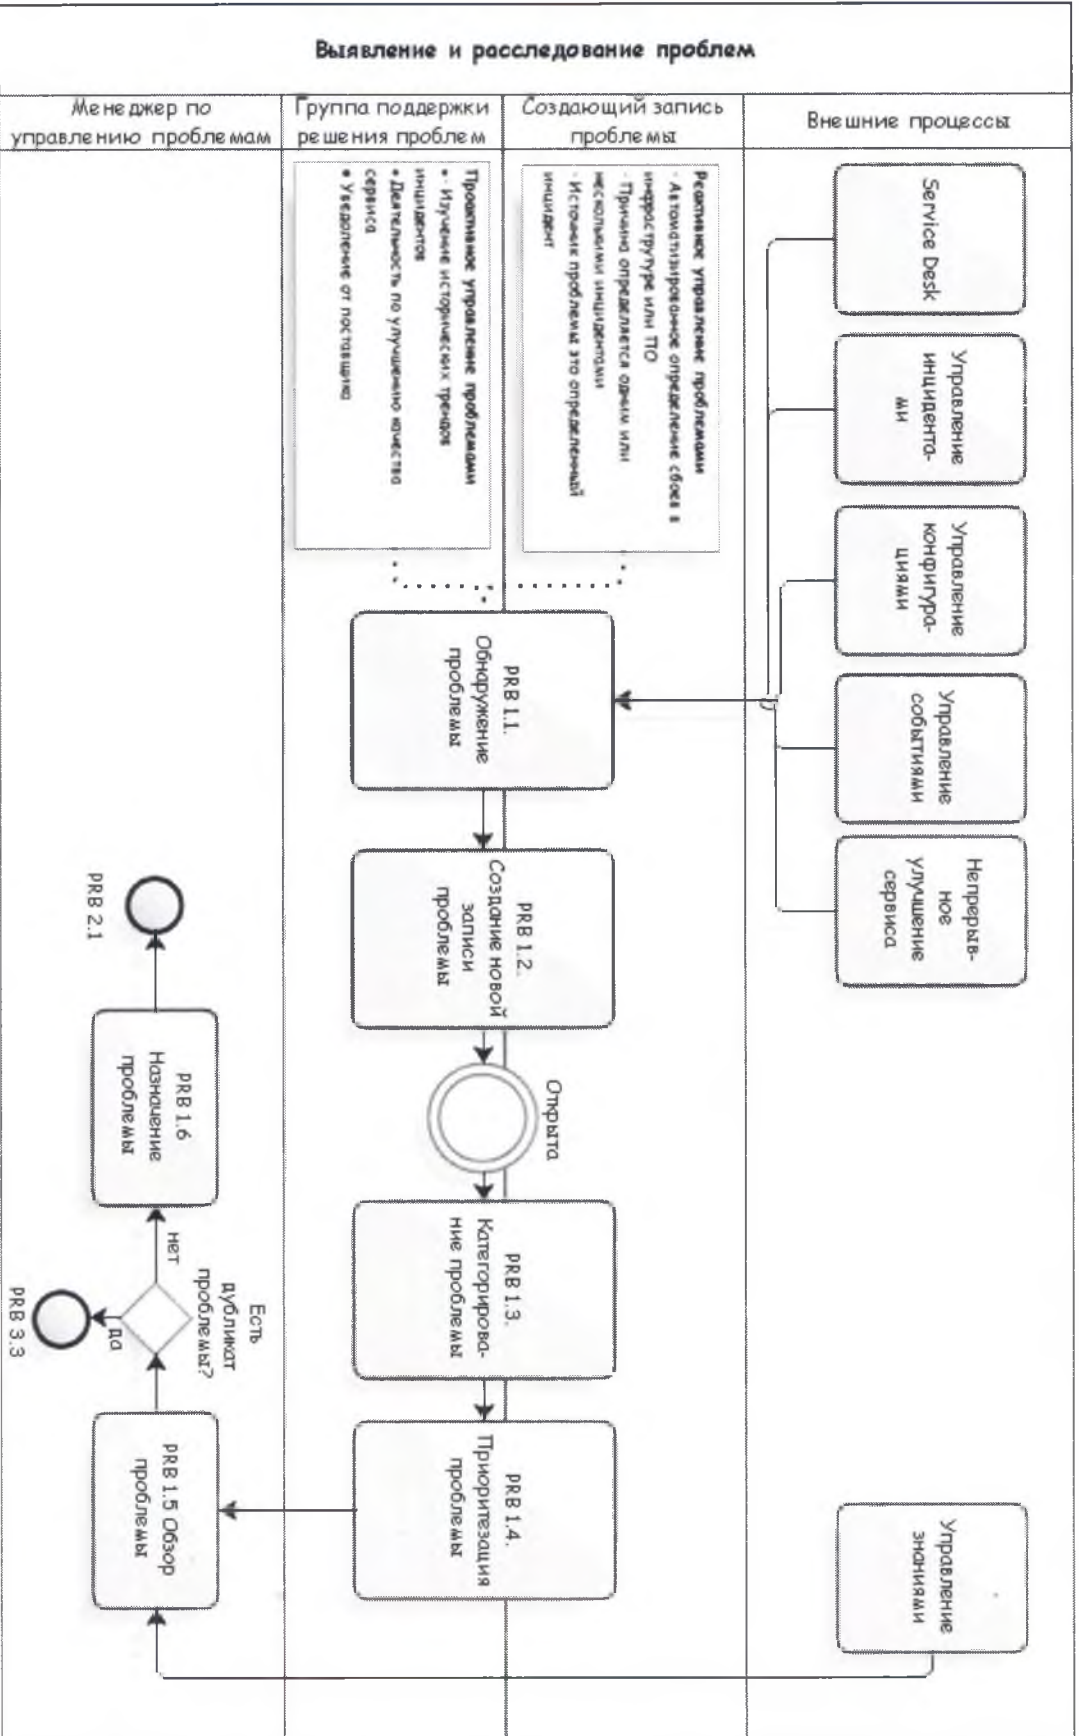 Выявление и расследование проблем
Менеджер по
управлению проблемам
Группа поддержки
решения проблем
Создающий запись
проблемы
Внешние процессы
Service Desk
Управление
инцидента-
ми
Управление
конфигура-
циями
Управление
событиями
Непрерыв-
ное
улучшение
сервиса
Управление
знаниями
Реактивное управление проблемами
- Автоматизированное определение сбоев в
инфраструтуре или ПО
- Причина определяется одним или
несколькими инцидентами
- Источник проблемы это определенный
инцидент
Проактивное управление проблемами
• Изучение исторических трендов
инцидентов
• Деятельность по улучшению качества
сервиса
• Уведоление от поставщика
PRB 1.1.
Обнаружение
проблемы
PRB 1.2.
Создание новой
записи
проблемы
Открыта
PRB 1.3.
Категорирова-
ние проблемы
PRB 1.4.
Приоритезация
проблемы
PRB 1.5 Обзор
проблемы
Есть
дубликат
проблемы?
да
PRB 3.3
нет
PRB 1.6
Назначение
проблемы
PRB 2.1